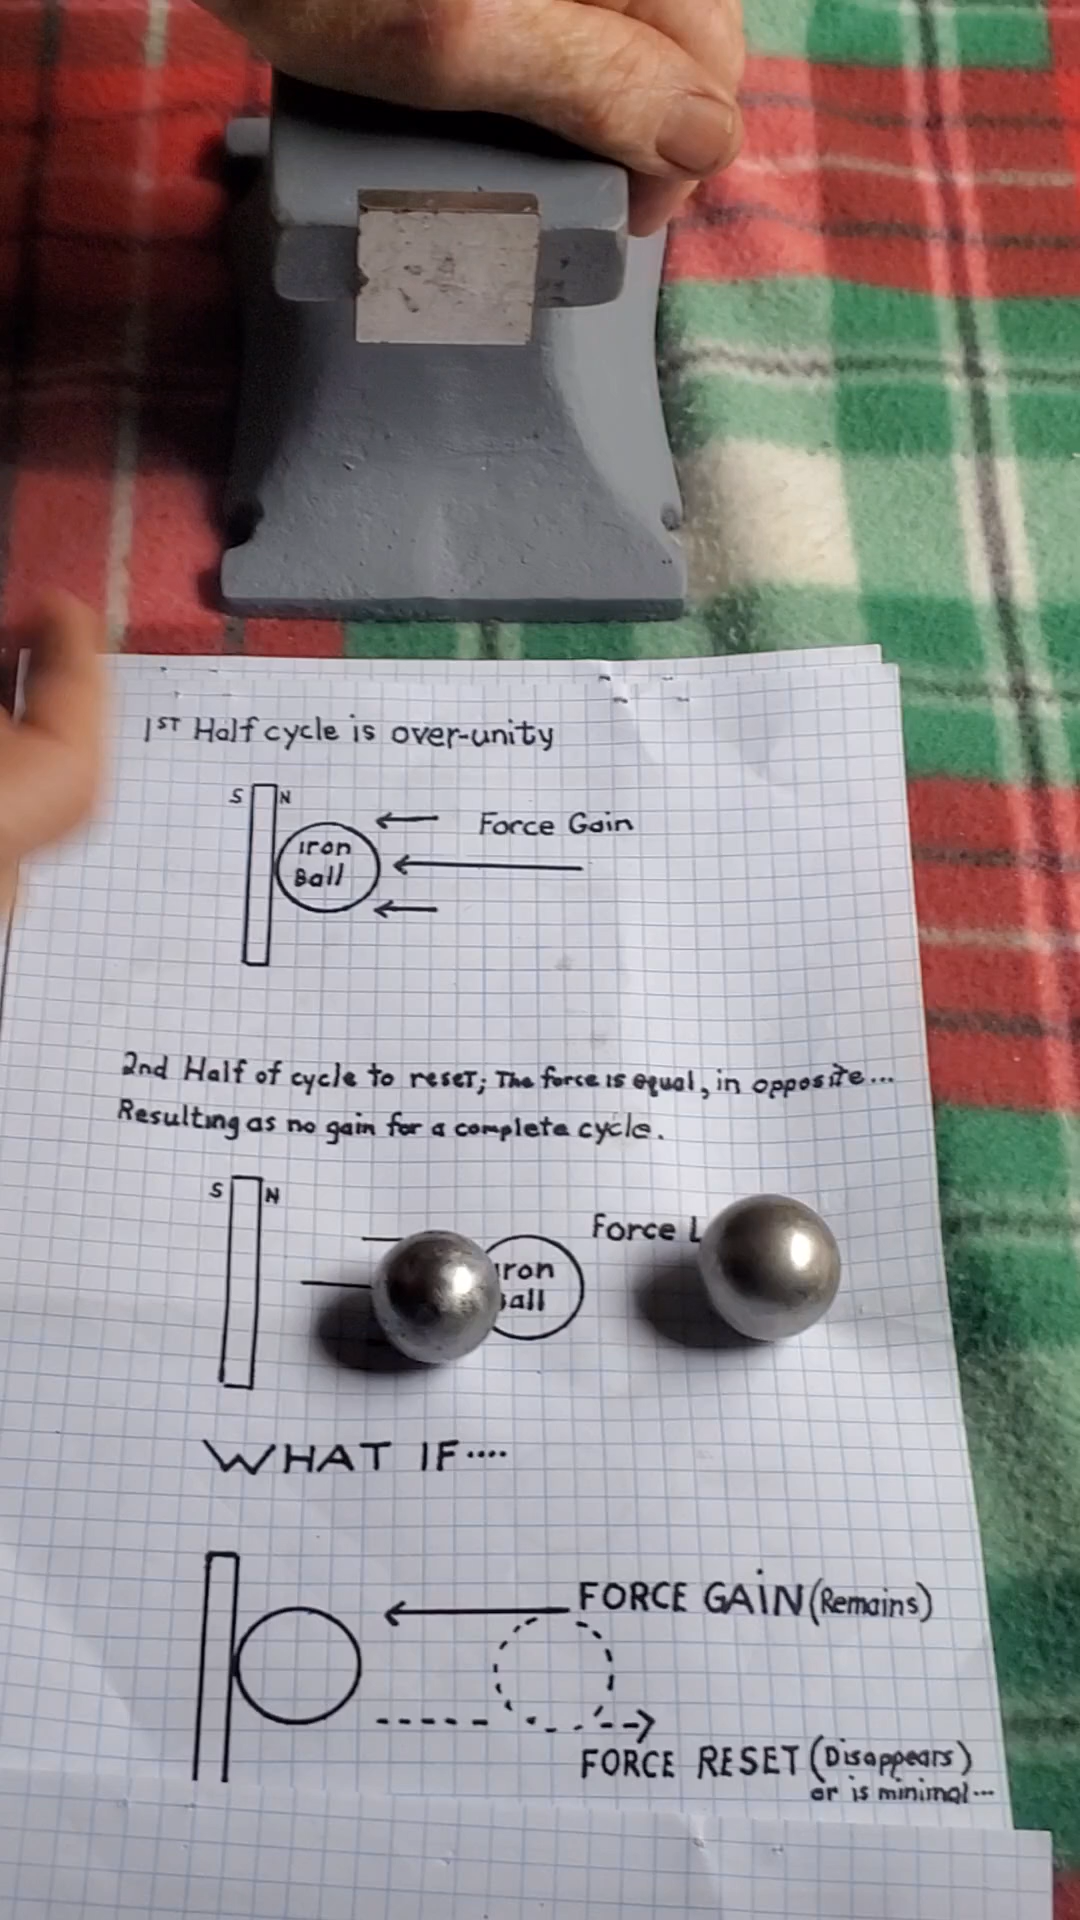 1ST Half cycle is over-unity
S N
Force Gain
Iron
Ball
2nd Half of cycle to reset; The force is equal, in opposite...
Resulting as no gain for a complete cycle.
S N
Force
WHAT IF....
FORCE GAIN (Remains)
FORCE RESET (Disappears)
or is minimal...